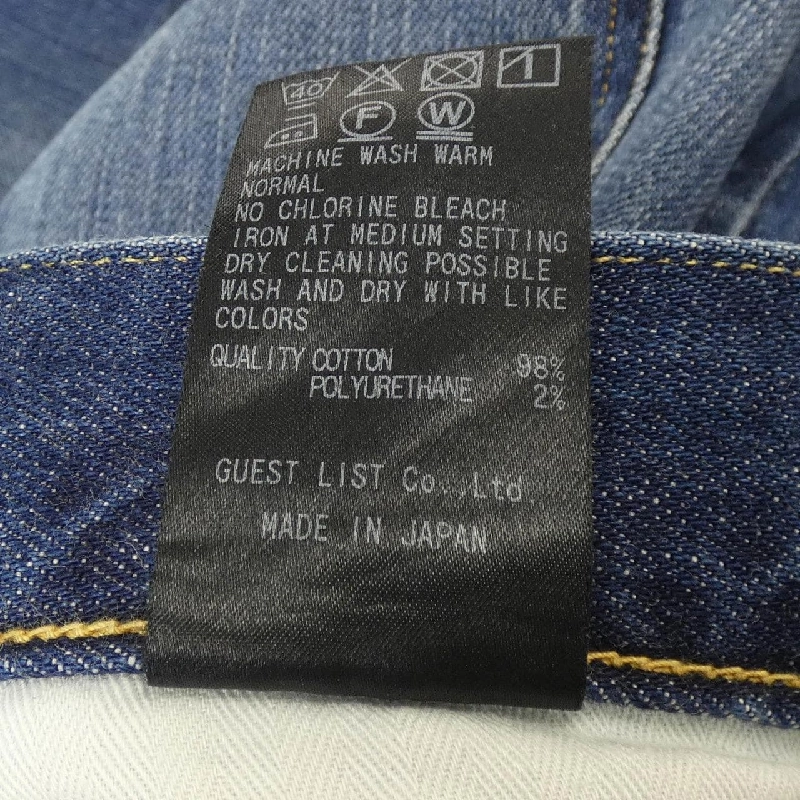 40
F W
MACHINE WASH WARM
NORMAL
NO CHLORINE BLEACH
IRON AT MEDIUM SETTING
DRY CLEANING POSSIBLE
WASH AND DRY WITH LIKE
COLORS
QUALITY COTTON 98%
POLYURETHANE 2%
GUEST LIST Co.,Ltd.
MADE IN JAPAN